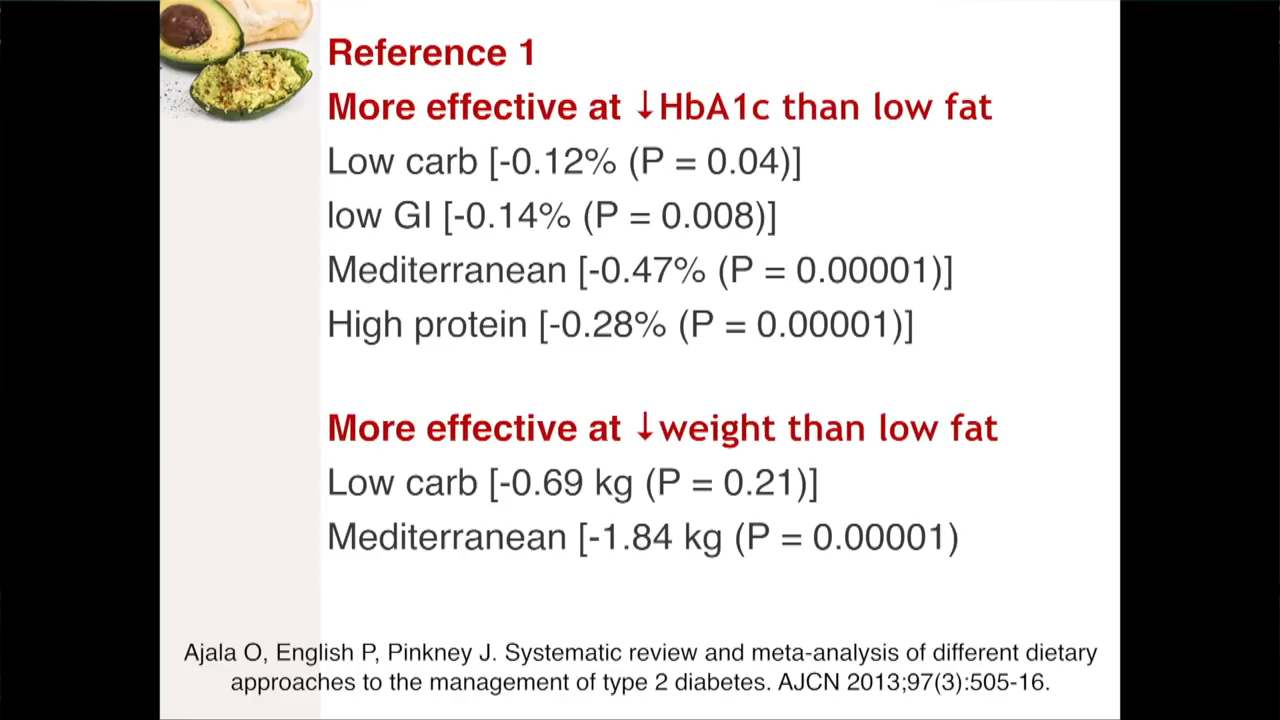 Reference 1
More effective at ↓HbA1c than low fat
Low carb [-0.12% (P = 0.04)]
low GI [-0.14% (P = 0.008)]
Mediterranean [-0.47% (P = 0.00001)]
High protein [-0.28% (P = 0.00001)]
More effective at ↓weight than low fat
Low carb [-0.69 kg (P = 0.21)]
Mediterranean [-1.84 kg (P = 0.00001)
Ajala O, English P, Pinkney J. Systematic review and meta-analysis of different dietary
approaches to the management of type 2 diabetes. AJCN 2013;97(3):505-16.